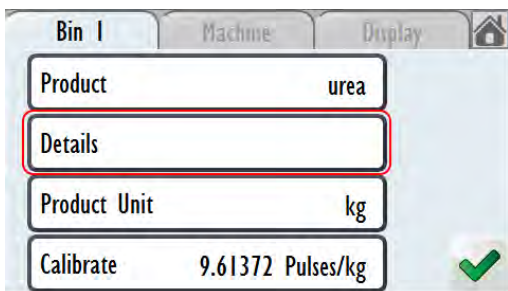 Bin 1 Machine Display
Product urea
Details
Product Unit kg
Calibrate 9.61372 Pulses/kg